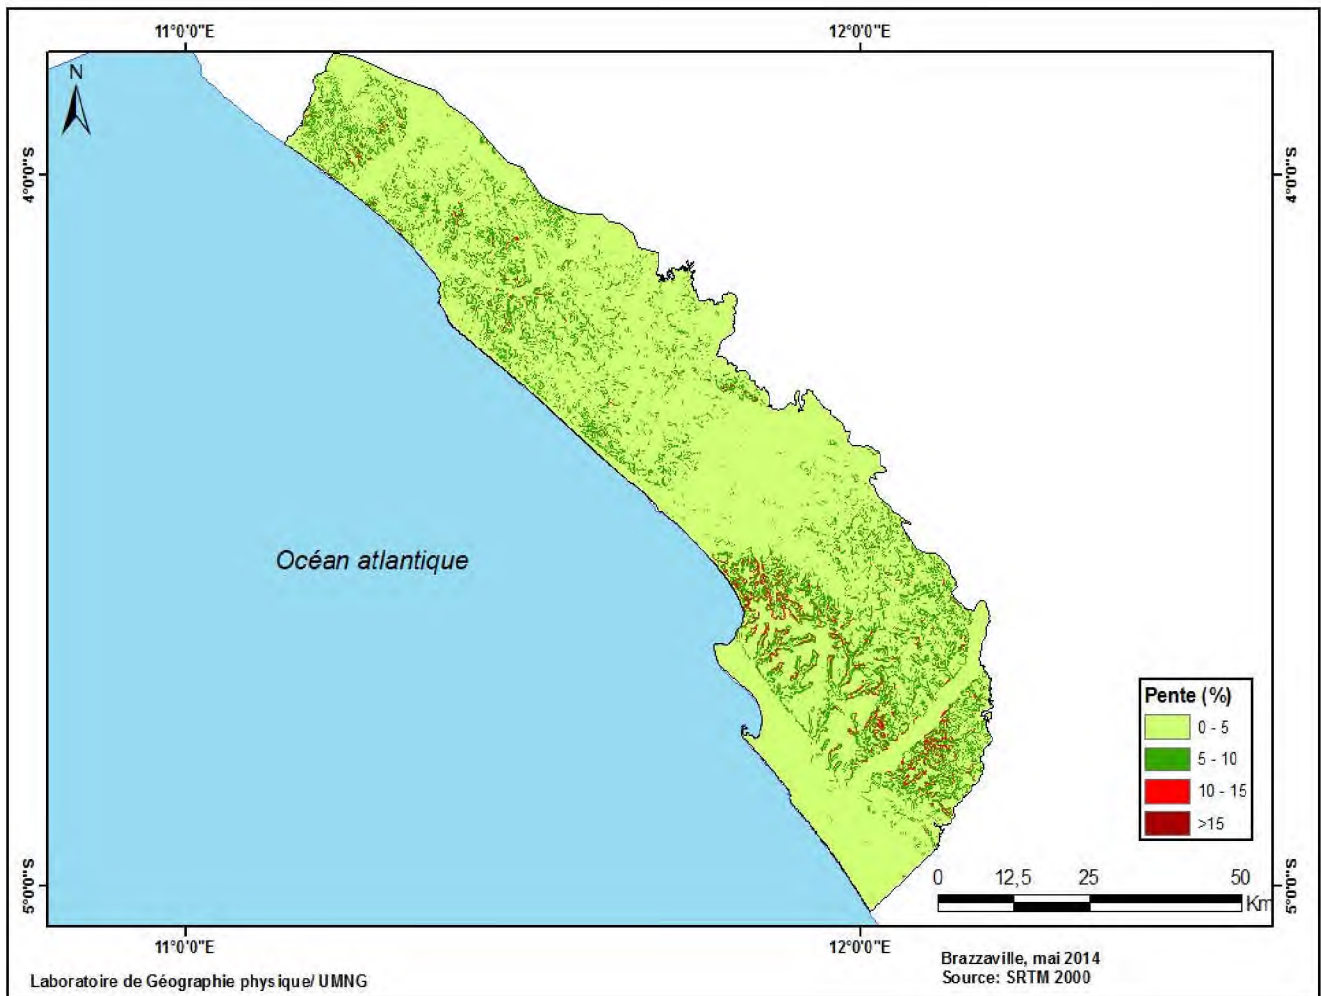 11°0'0"E 12°0'0"E
N
4°0'0"S 4°0'0"S
Océan atlantique
Pente (%)
0 - 5
5 - 10
10 - 15
>15
5°0'0"S 5°0'0"S
0 12,5 25 50
Km
11°0'0"E 12°0'0"E
Brazzaville, mai 2014
Laboratoire de Géographie physique/ UMNG
Source: SRTM 2000